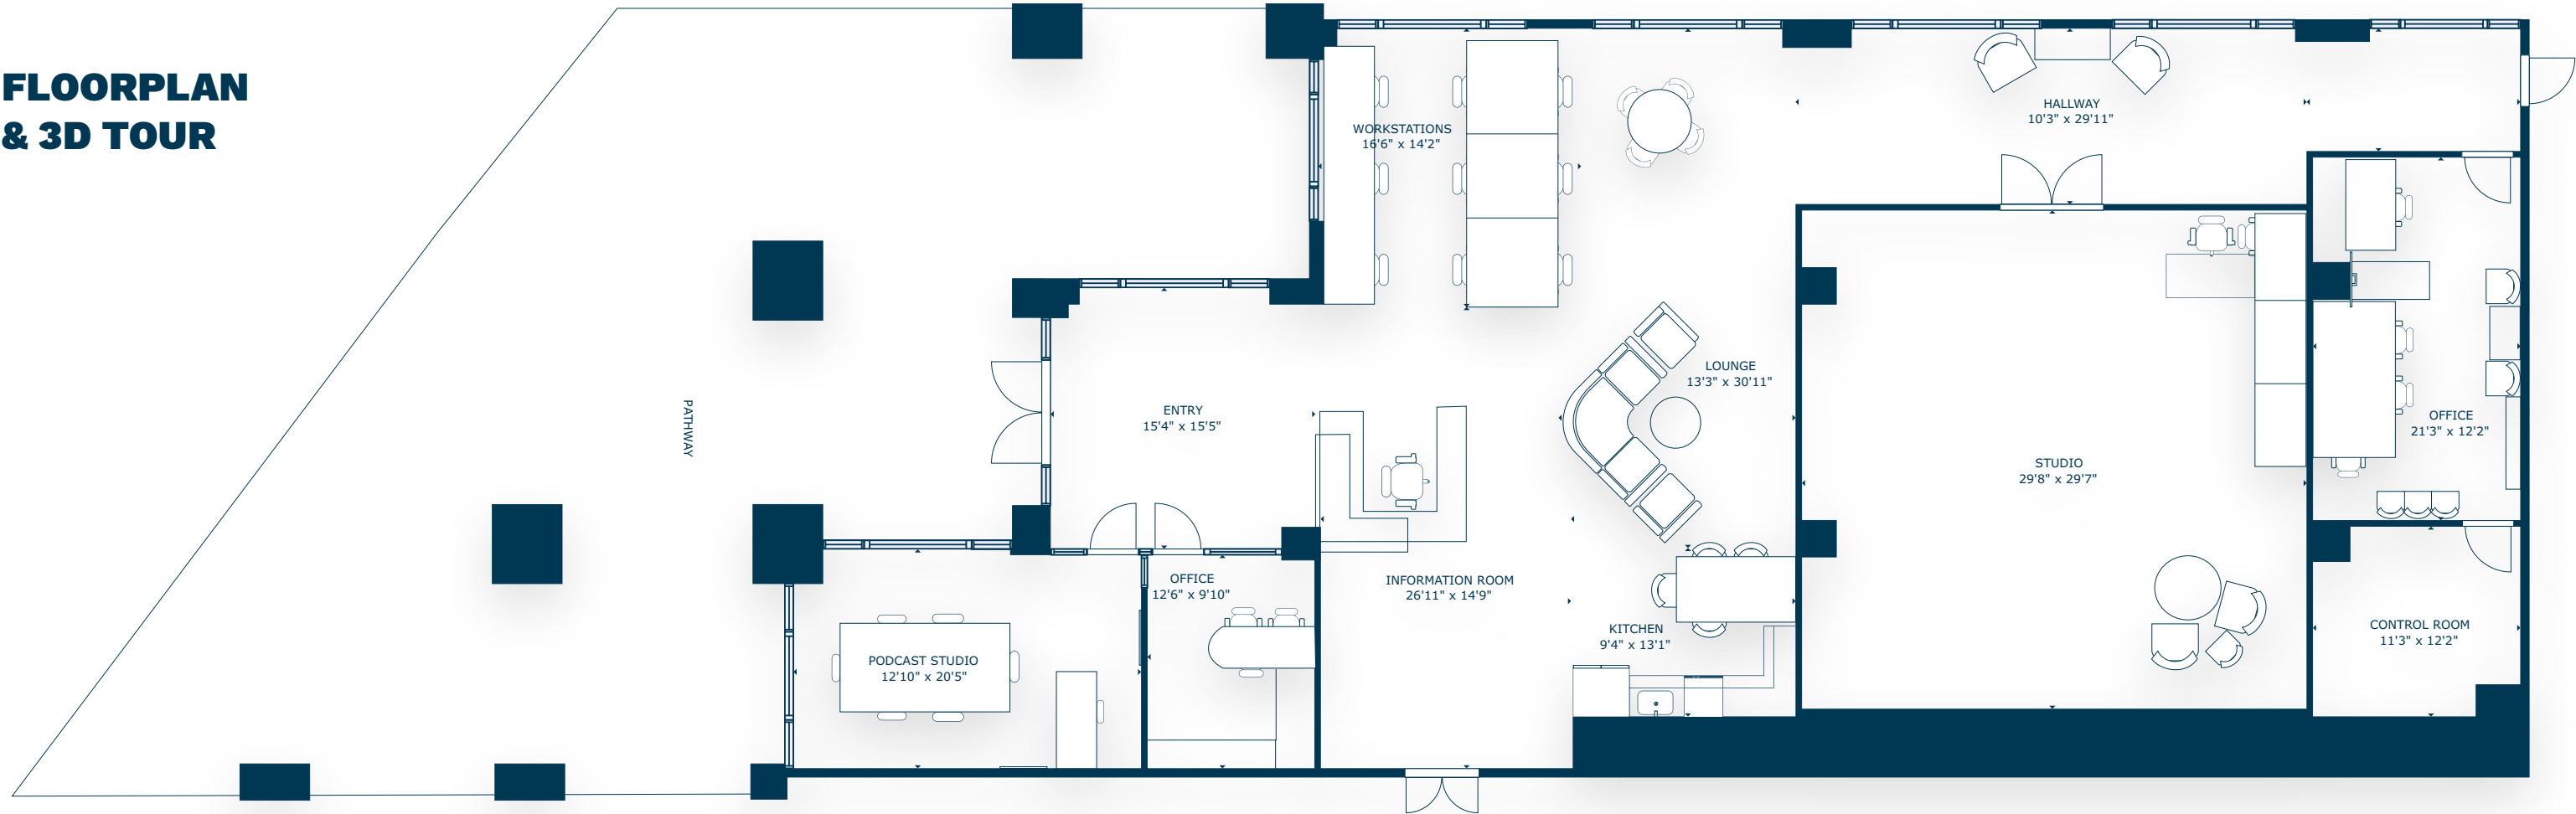 FLOORPLAN
& 3D TOUR
WORKSTATIONS
16'6" x 14'2"
HALLWAY
10'3" x 29'11"
LOUNGE
13'3" x 30'11"
PATHWAY
ENTRY
15'4" x 15'5"
OFFICE
21'3" x 12'2"
STUDIO
29'8" x 29'7"
OFFICE
12'6" x 9'10"
INFORMATION ROOM
26'11" x 14'9"
KITCHEN
9'4" x 13'1"
CONTROL ROOM
11'3" x 12'2"
PODCAST STUDIO
12'10" x 20'5"